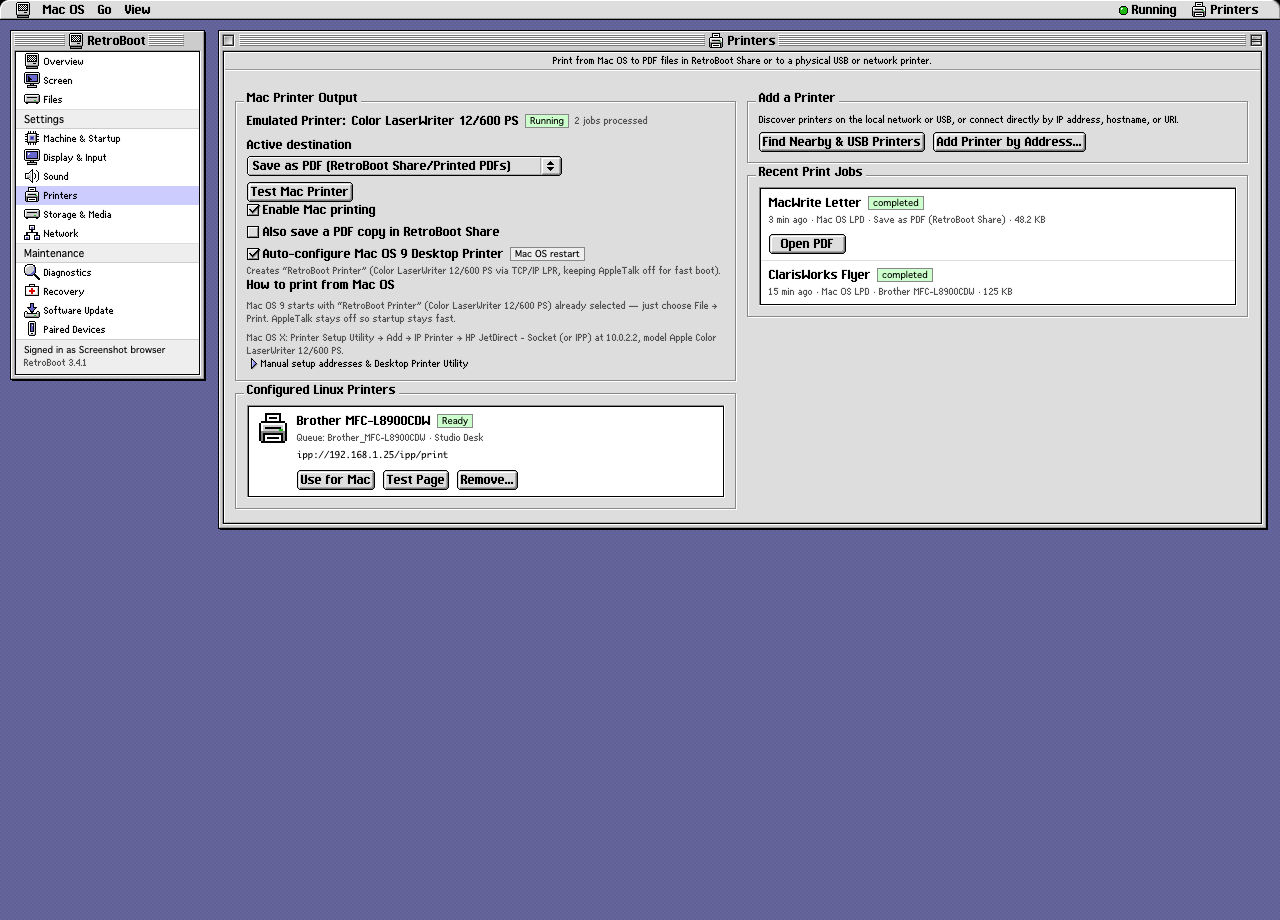 Mac OS Go View
Running Printers
RetroBoot
Overview
Screen
Files
Settings
Machine & Startup
Display & Input
Sound
Printers
Storage & Media
Network
Maintenance
Diagnostics
Recovery
Software Update
Paired Devices
Signed in as Screenshot browser
RetroBoot 3.4.1
Printers
Print from Mac OS to PDF files in RetroBoot Share or to a physical USB or network printer.
Mac Printer Output
Emulated Printer: Color LaserWriter 12/600 PS Running 2 jobs processed
Active destination
Save as PDF (RetroBoot Share/Printed PDFs)
Test Mac Printer
Enable Mac printing
Also save a PDF copy in RetroBoot Share
Auto-configure Mac OS 9 Desktop Printer Mac OS restart
Creates “RetroBoot Printer” (Color LaserWriter 12/600 PS via TCP/IP LPR, keeping AppleTalk off for fast boot).
How to print from Mac OS
Mac OS 9 starts with “RetroBoot Printer” (Color LaserWriter 12/600 PS) already selected — just choose File →
Print. AppleTalk stays off so startup stays fast.
Mac OS X: Printer Setup Utility → Add → IP Printer → HP JetDirect - Socket (or IPP) at 10.0.2.2, model Apple Color
LaserWriter 12/600 PS.
Manual setup addresses & Desktop Printer Utility
Configured Linux Printers
Brother MFC-L8900CDW Ready
Queue: Brother_MFC-L8900CDW · Studio Desk
ipp://192.168.1.25/ipp/print
Use for Mac Test Page Remove...
Add a Printer
Discover printers on the local network or USB, or connect directly by IP address, hostname, or URI.
Find Nearby & USB Printers Add Printer by Address...
Recent Print Jobs
MacWrite Letter completed
3 min ago · Mac OS LPD · Save as PDF (RetroBoot Share) · 48.2 KB
Open PDF
ClarisWorks Flyer completed
15 min ago · Mac OS LPD · Brother MFC-L8900CDW · 125 KB